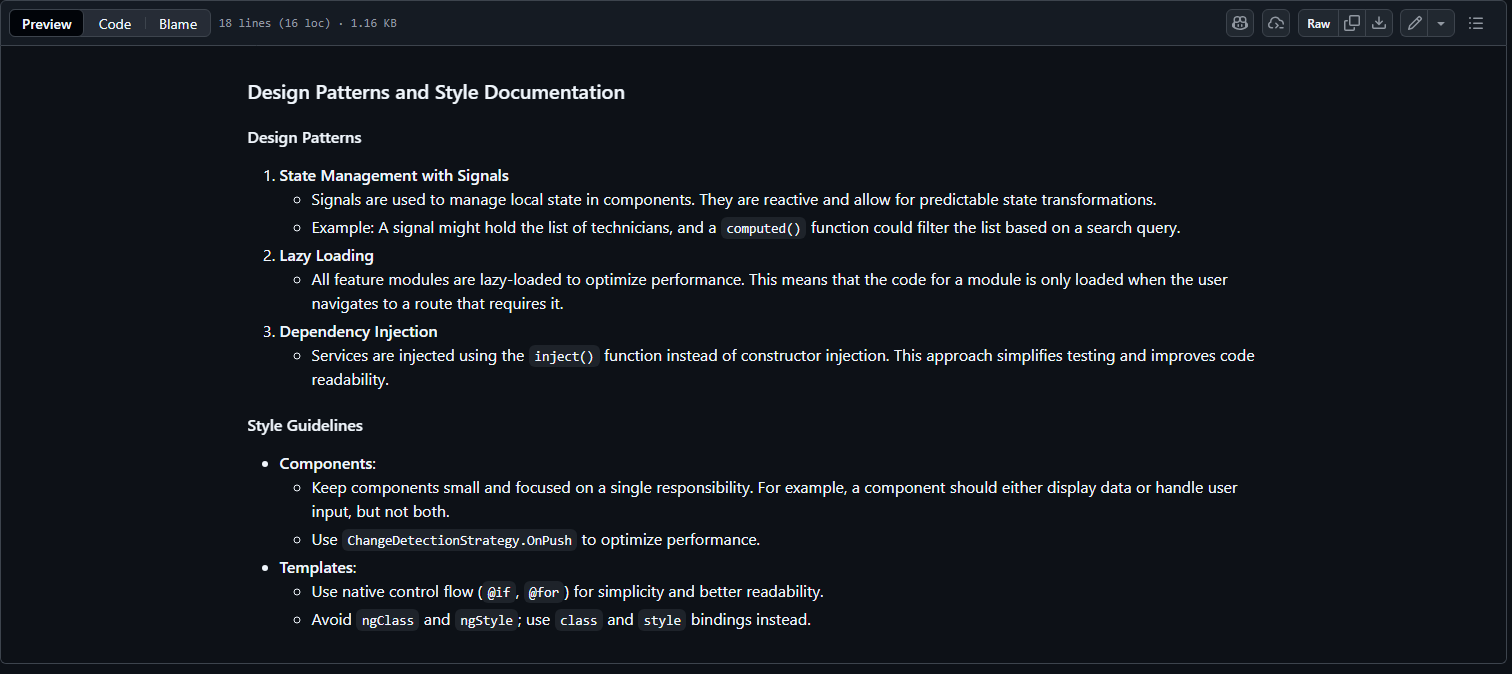 Preview Code Blame 18 lines (16 loc) · 1.16 KB Raw
Design Patterns and Style Documentation
Design Patterns
1. State Management with Signals
Signals are used to manage local state in components. They are reactive and allow for predictable state transformations.
Example: A signal might hold the list of technicians, and a computed() function could filter the list based on a search query.
2. Lazy Loading
All feature modules are lazy-loaded to optimize performance. This means that the code for a module is only loaded when the user
navigates to a route that requires it.
3. Dependency Injection
Services are injected using the inject() function instead of constructor injection. This approach simplifies testing and improves code
readability.
Style Guidelines
Components:
Keep components small and focused on a single responsibility. For example, a component should either display data or handle user
input, but not both.
Use ChangeDetectionStrategy.OnPush to optimize performance.
Templates:
Use native control flow (@if, @for) for simplicity and better readability.
Avoid ngClass and ngStyle; use class and style bindings instead.